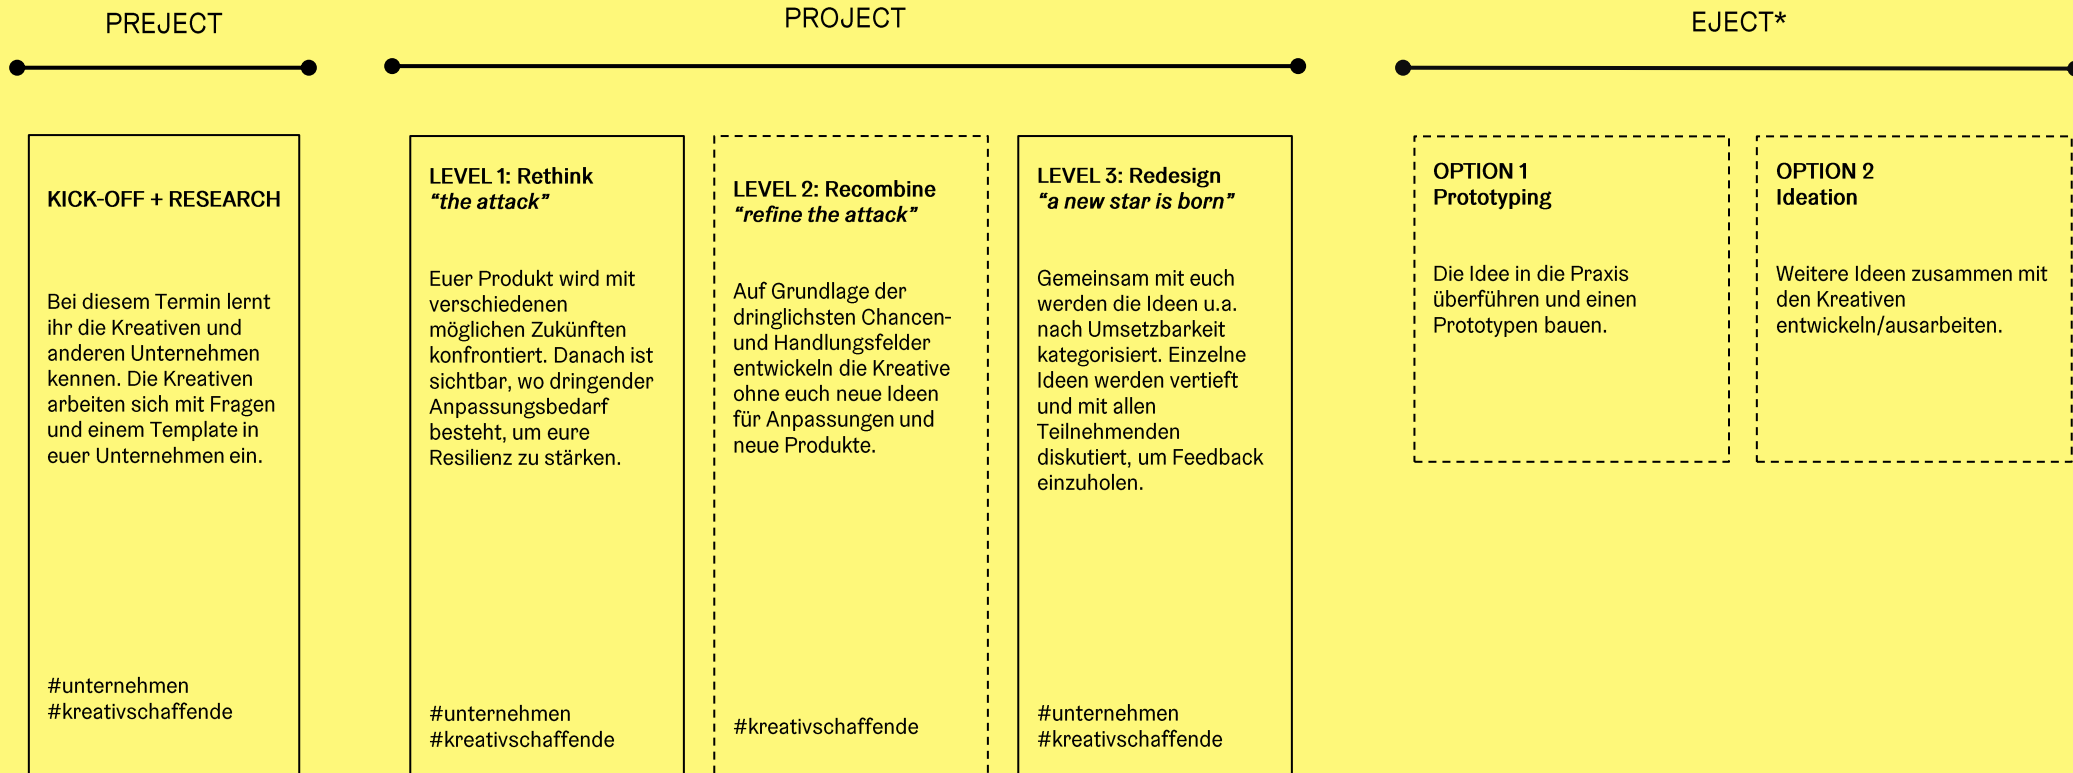 PREJECT
PROJECT
EJECT*
KICK-OFF + RESEARCH
Bei diesem Termin lernt
ihr die Kreativen und
anderen Unternehmen
kennen. Die Kreativen
arbeiten sich mit Fragen
und einem Template in
euer Unternehmen ein.
#unternehmen
#kreativschaffende
LEVEL 1: Rethink
“the attack”
Euer Produkt wird mit
verschiedenen
möglichen Zukünften
konfrontiert. Danach ist
sichtbar, wo dringender
Anpassungsbedarf
besteht, um eure
Resilienz zu stärken.
#unternehmen
#kreativschaffende
LEVEL 2: Recombine
“refine the attack”
Auf Grundlage der
dringlichsten Chancen-
und Handlungsfelder
entwickeln die Kreative
ohne euch neue Ideen
für Anpassungen und
neue Produkte.
#kreativschaffende
LEVEL 3: Redesign
“a new star is born”
Gemeinsam mit euch
werden die Ideen u.a.
nach Umsetzbarkeit
kategorisiert. Einzelne
Ideen werden vertieft
und mit allen
Teilnehmenden
diskutiert, um Feedback
einzuholen.
#unternehmen
#kreativschaffende
OPTION 1
Prototyping
Die Idee in die Praxis
überführen und einen
Prototypen bauen.
OPTION 2
Ideation
Weitere Ideen zusammen mit
den Kreativen
entwickeln/ausarbeiten.